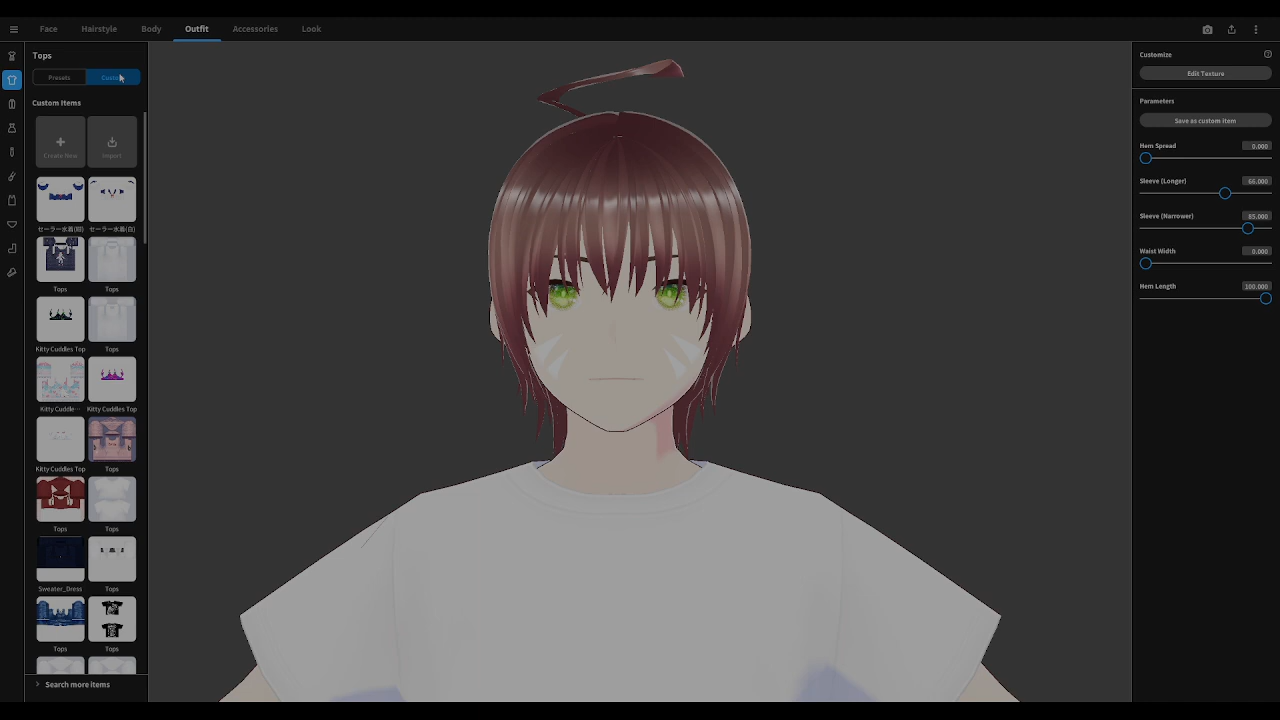 Face Hairstyle Body Outfit Accessories Look
Tops
Presets Custom
Custom Items
Create New Import
セーラー水着(紺) セーラー水着(白)
Tops Tops
Kitty Cuddles Top Tops
Kitty Cuddle··· Kitty Cuddles Top
Kitty Cuddles Top Tops
Tops Tops
Sweater_Dress Tops
Tops Tops
Search more items
Customize
Edit Texture
Parameters
Save as custom item
Hem Spread 0.000
Sleeve (Longer) 66.000
Sleeve (Narrower) 85.000
Waist Width 0.000
Hem Length 100.000